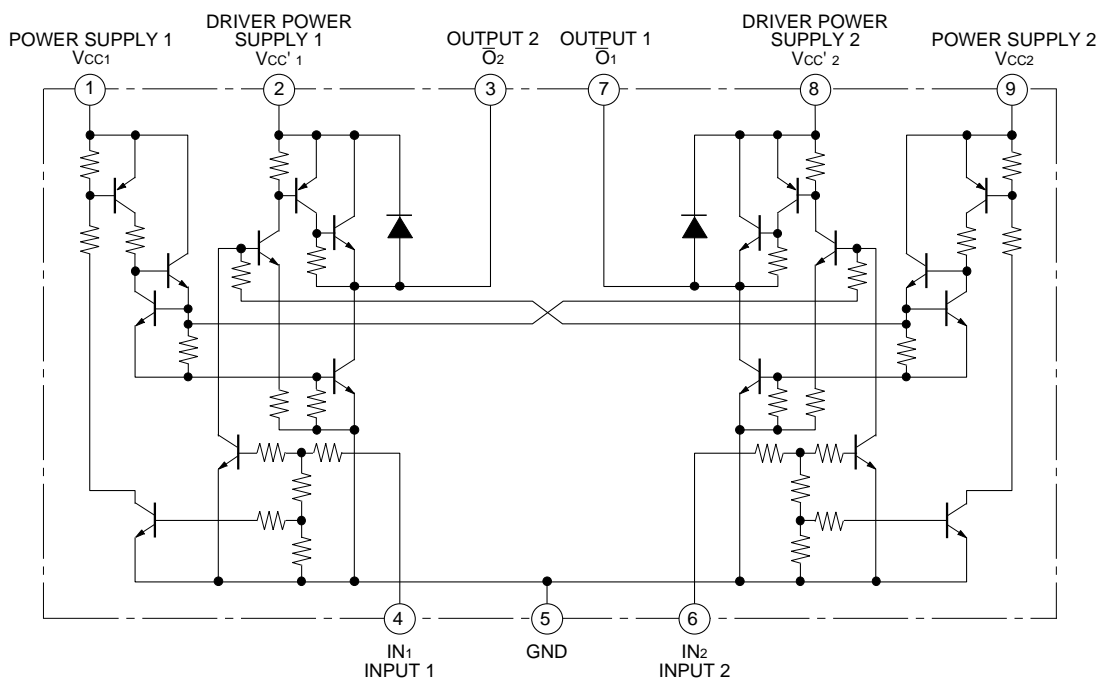 POWER SUPPLY 1
VCC1
1
DRIVER POWER
SUPPLY 1
VCC' 1
2
OUTPUT 2
O̅2
3
OUTPUT 1
O̅1
7
DRIVER POWER
SUPPLY 2
VCC' 2
8
POWER SUPPLY 2
VCC2
9
4
IN1
INPUT 1
5
GND
6
IN2
INPUT 2